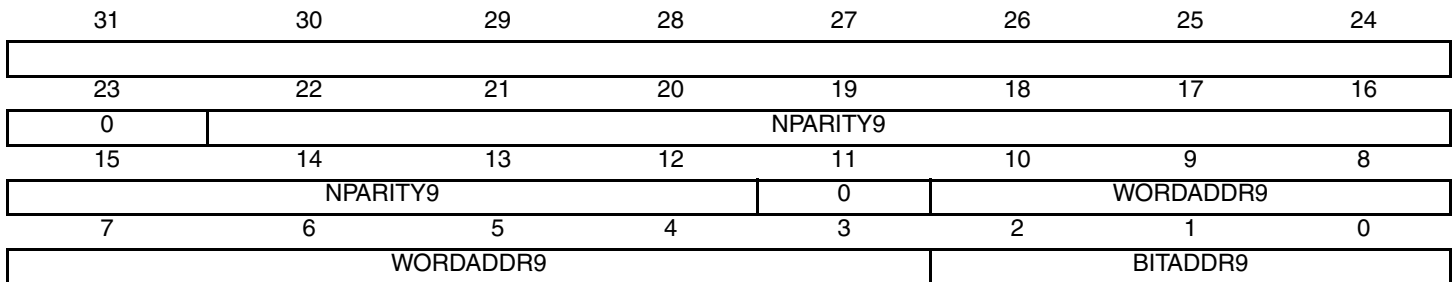 31 30 29 28 27 26 25 24
23 22 21 20 19 18 17 16
0 NPARITY9
15 14 13 12 11 10 9 8
NPARITY9 0 WORDADDR9
7 6 5 4 3 2 1 0
WORDADDR9 BITADDR9